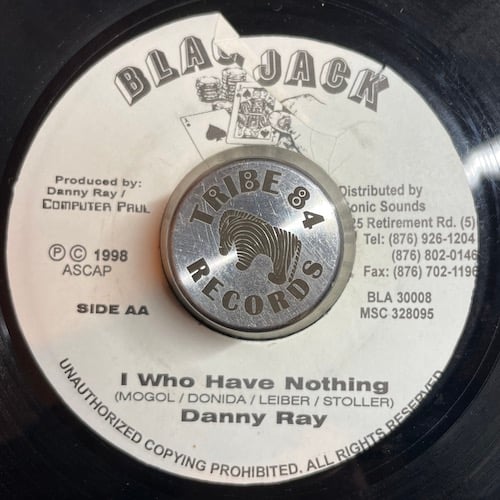 BLA JACK
Produced by:
Danny Ray /
COMPUTER PAUL
Ⓟ © 1998
ASCAP
SIDE AA
TRIBE 84
RECORDS
Distributed by
onic Sounds
25 Retirement Rd. (5)
Tel: (876) 926-1204
(876) 802-0146
Fax: (876) 702-1196
BLA 30008
MSC 328095
I Who Have Nothing
(MOGOL / DONIDA / LEIBER / STOLLER)
Danny Ray
UNAUTHORIZED COPYING PROHIBITED. ALL RIGHTS RESERVED